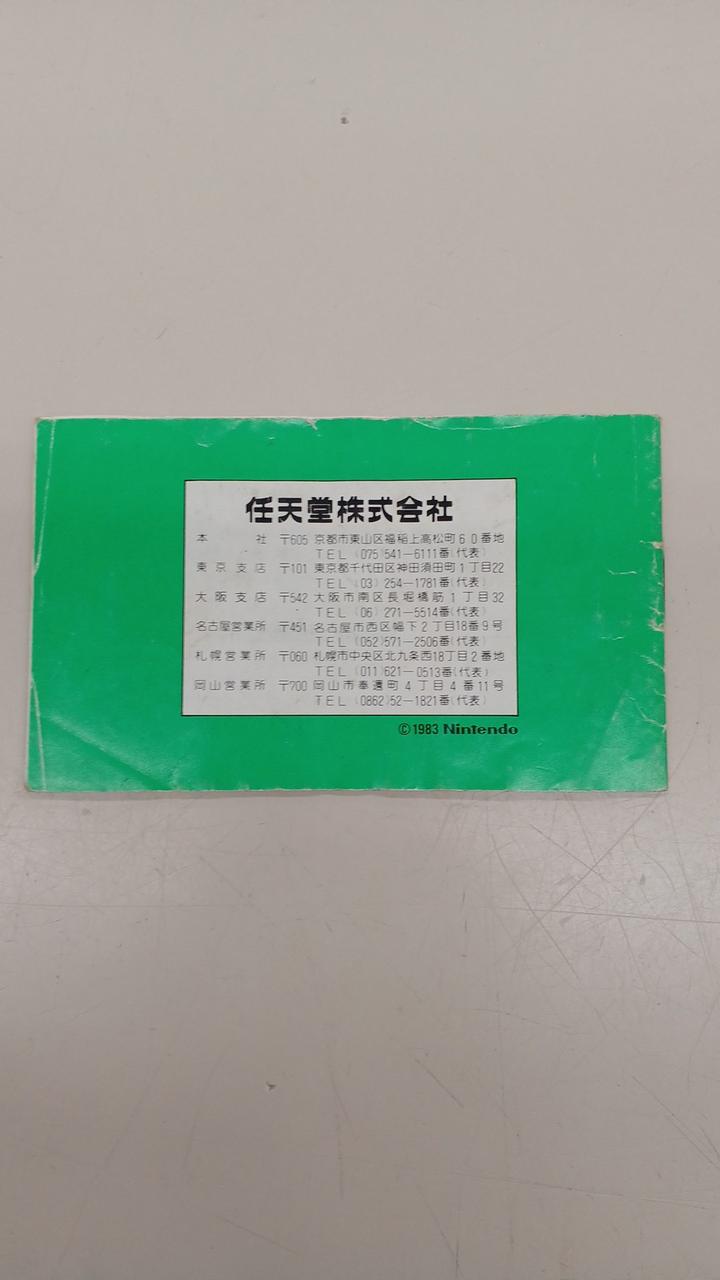 任天堂株式会社
本社 〒605 京都市東山区福稲上高松町60番地
TEL (075)541-6111番(代表)
東京支店 〒101 東京都千代田区神田須田町1丁目22
TEL (03) 254-1781番(代表)
大阪支店 〒542 大阪市南区長堀橋筋1丁目32
TEL (06) 271-5514番(代表)
名古屋営業所 〒451 名古屋市西区幅下2丁目18番9号
TEL (052)571-2506番(代表)
札幌営業所 〒060 札幌市中央区北九条西18丁目2番地
TEL (011)621-0513番(代表)
岡山営業所 〒700 岡山市奉還町4丁目4番11号
TEL (0862)52-1821番(代表)
©1983 Nintendo